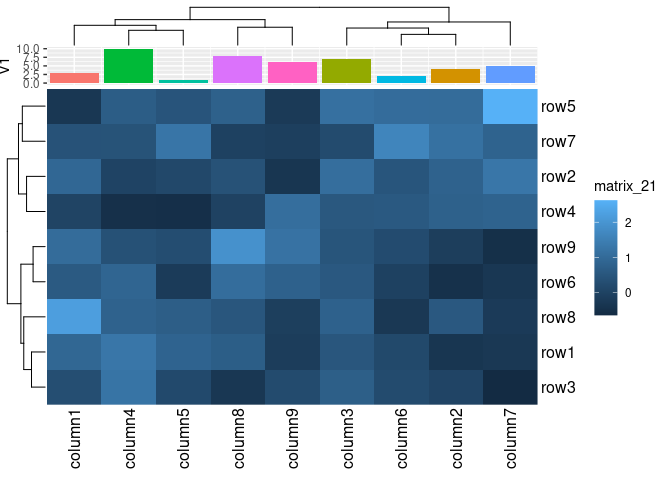 V1
10.0
7.5
5.0
2.5
0.0
row5
row7
row2
row4
row9
row6
row8
row1
row3
matrix_21
2
1
0
column1
column4
column5
column8
column9
column3
column6
column2
column7